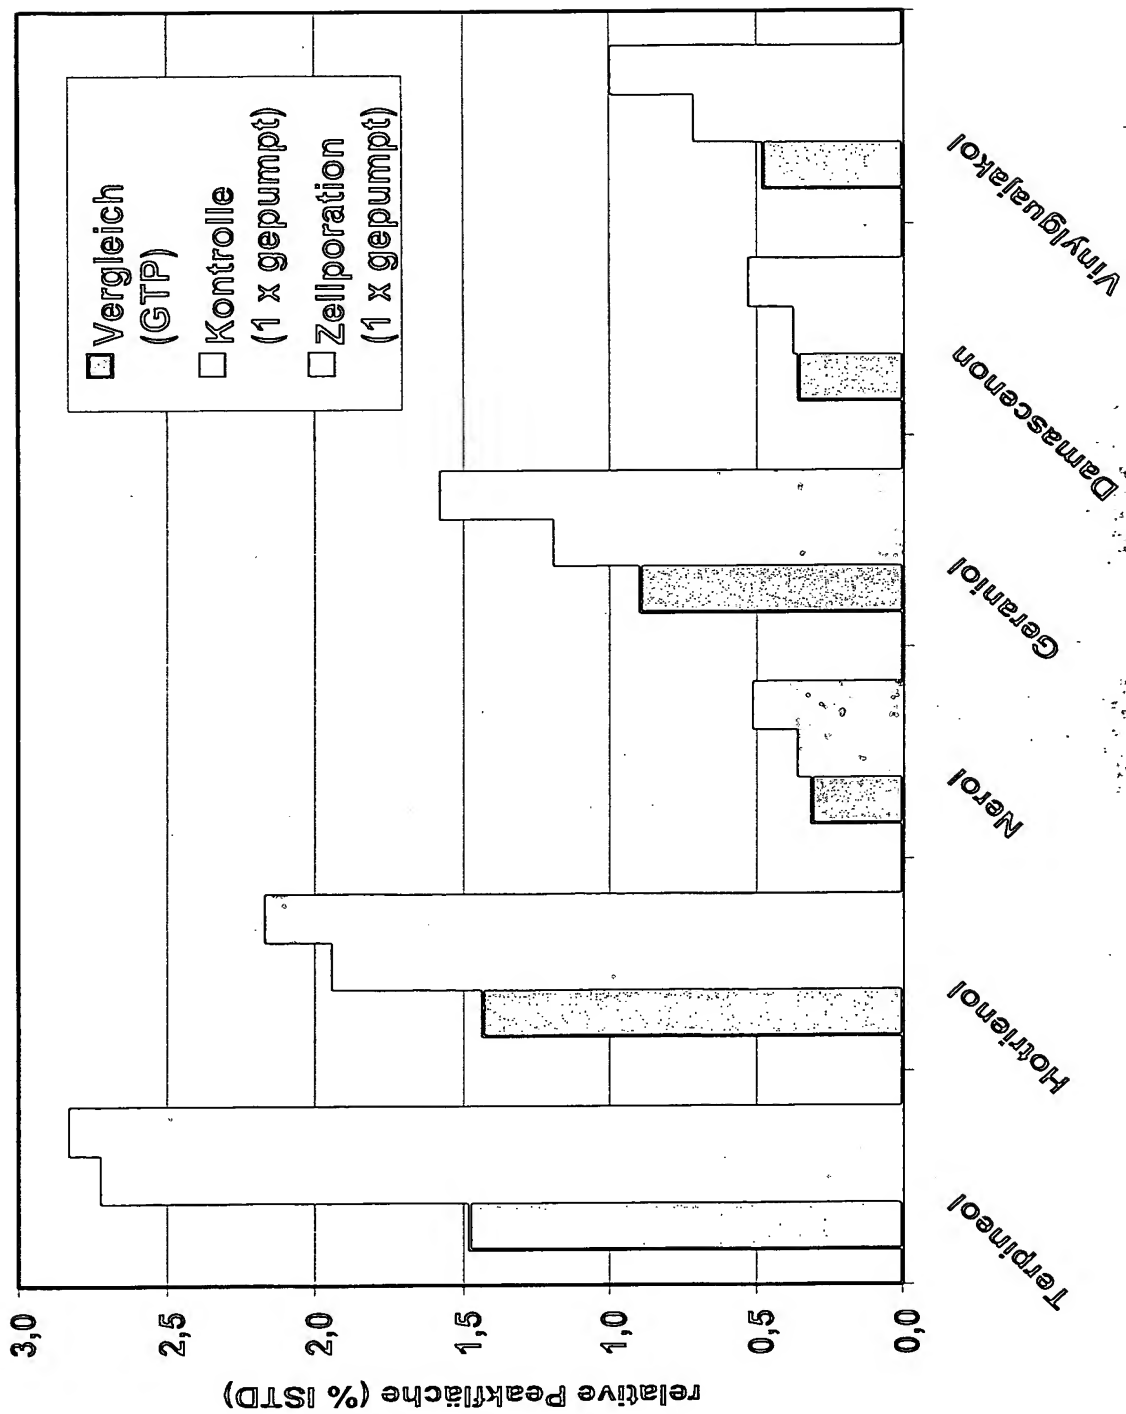 relative Peakfläche (% ISTD)
3,0
2,5
2,0
1,5
1,0
0,5
0,0
Vergleich
(GTP)
Kontrolle
(1 x gepumpt)
Zellporation
(1 x gepumpt)
Terpineol
Hotrienol
Nerol
Geraniol
Damascenon
Vinylguajakol